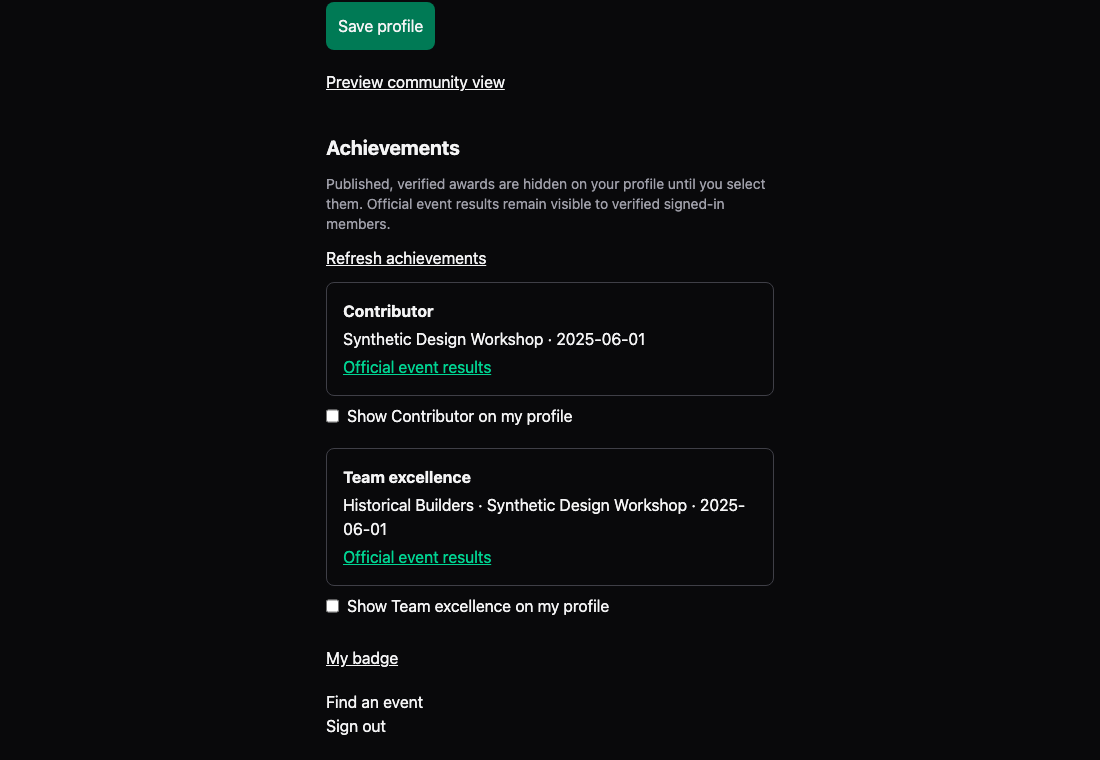 Save profile
Preview community view
Achievements
Published, verified awards are hidden on your profile until you select
them. Official event results remain visible to verified signed-in
members.
Refresh achievements
Contributor
Synthetic Design Workshop · 2025-06-01
Official event results
Show Contributor on my profile
Team excellence
Historical Builders · Synthetic Design Workshop · 2025-
06-01
Official event results
Show Team excellence on my profile
My badge
Find an event
Sign out